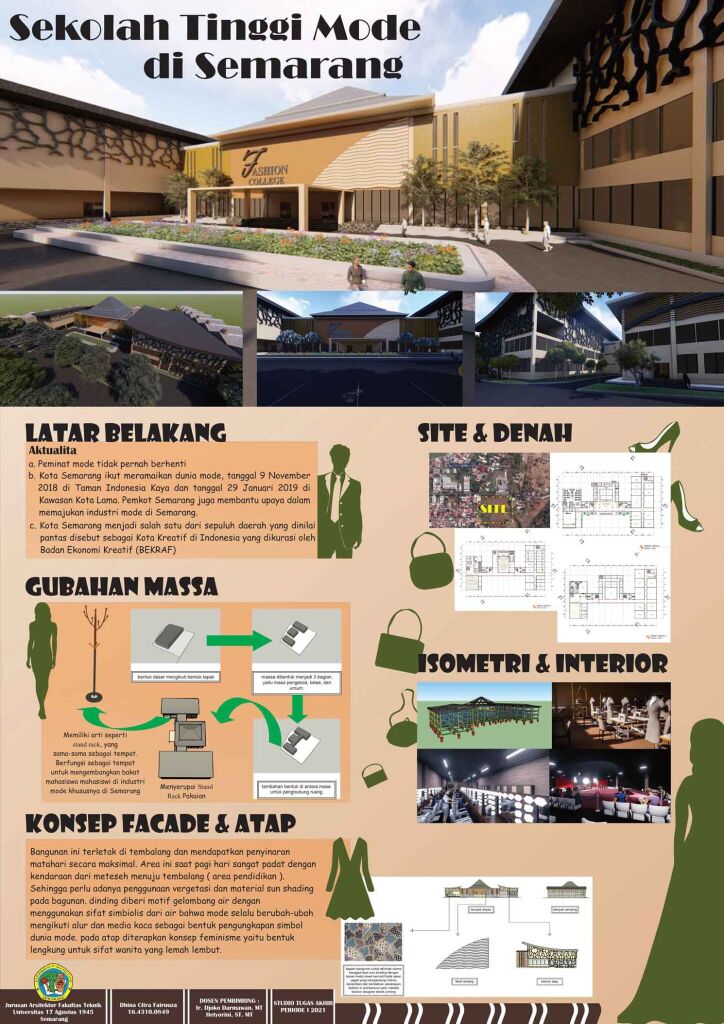 Sekolah Tinggi Mode
di Semarang
FASHION
COLLEGE
LATAR BELAKANG
Aktualita
a. Peminat mode tidak pernah berhenti
b. Kota Semarang ikut meramaikan dunia mode, tanggal 9 November
2018 di Taman Indonesia Kaya dan tanggal 29 Januari 2019 di
Kawasan Kota Lama. Pemkot Semarang juga membantu upaya dalam
memajukan industri mode di Semarang.
c. Kota Semarang menjadi salah satu dari sepuluh daerah yang dinilai
pantas disebut sebagai Kota Kreatif di Indonesia yang dikurasi oleh
Badan Ekonomi Kreatif (BEKRAF)
SITE & DENAH
SITE
GUBAHAN MASSA
bentuk dasar mengikuti bentuk tapak
massa dibentuk menjadi 3 bagian,
yaitu masa pengelola, kelas, dan
umum.
Memiliki arti seperti
stand rack, yang
sama-sama sebagai tempat.
Berfungsi sebagai tempat
untuk mengembangkan bakat
mahasiswa mahasiswi di industri
mode khususnya di Semarang
Menyerupai Stand
Rack Pakaian
tambahan bentuk di antara masa
untuk penghubung ruang
ISOMETRI & INTERIOR
KONSEP FACADE & ATAP
Bangunan ini terletak di tembalang dan mendapatkan penyinaran
matahari secara maksimal. Area ini saat pagi hari sangat padat dengan
kendaraan dari meteseh menuju tembalang ( area pendidikan ).
Sehingga perlu adanya penggunaan vergetasi dan material sun shading
pada bagunan. dinding diberi motif gelombang air dengan
menggunakan sifat simbiolis dari air bahwa mode selalu berubah-ubah
mengikuti alur dan media kaca sebagai bentuk pengungkapan simbol
dunia mode. pada atap diterapkan konsep feminisme yaitu bentuk
lengkung untuk sifat wanita yang lemah lembut.
tampak depan
tampak samping
Motif dinding
bentuk atap
Jurusan Arsitektur Fakultas Teknik
Universitas 17 Agustus 1945
Semarang
Dhina Citra Fairuuza
16.4310.0849
DOSEN PEMBIMBING :
Ir. Djoko Darmawan, MT
Hetyorini, ST. MT
STUDIO TUGAS AKHIR
PERIODE 1 2021